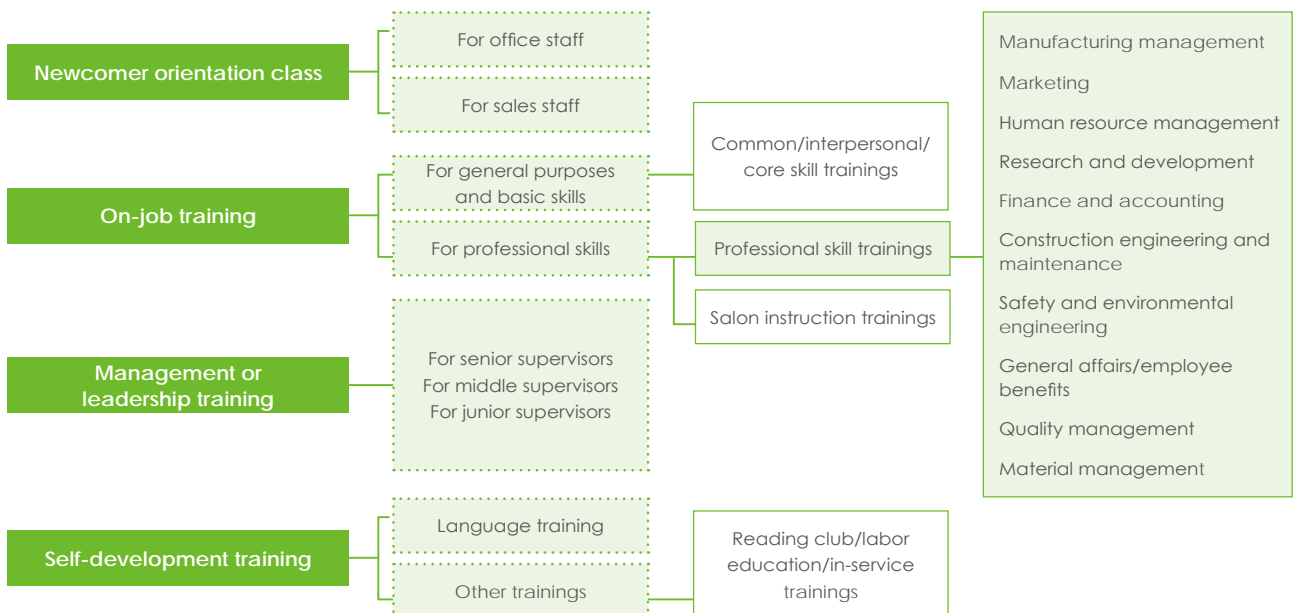 Newcomer orientation class
For office staff
For sales staff
On-job training
For general purposes
and basic skills
For professional skills
Common/interpersonal/
core skill trainings
Professional skill trainings
Salon instruction trainings
Manufacturing management
Marketing
Human resource management
Research and development
Finance and accounting
Construction engineering and
maintenance
Safety and environmental
engineering
General affairs/employee
benefits
Quality management
Material management
Management or
leadership training
For senior supervisors
For middle supervisors
For junior supervisors
Self-development training
Language training
Other trainings
Reading club/labor
education/in-service
trainings